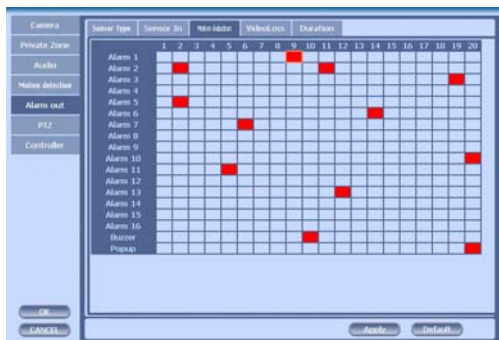 Camera
Private Zone
Audio
Motion detection
Alarm out
PTZ
Controller
OK
CANCEL
Sensor Type Sensor In Motion detection VideoLoss Duration
1 2 3 4 5 6 7 8 9 10 11 12 13 14 15 16 17 18 19 20
Alarm 1
Alarm 2
Alarm 3
Alarm 4
Alarm 5
Alarm 6
Alarm 7
Alarm 8
Alarm 9
Alarm 10
Alarm 11
Alarm 12
Alarm 13
Alarm 14
Alarm 15
Alarm 16
Buzzer
Popup
Apply Default